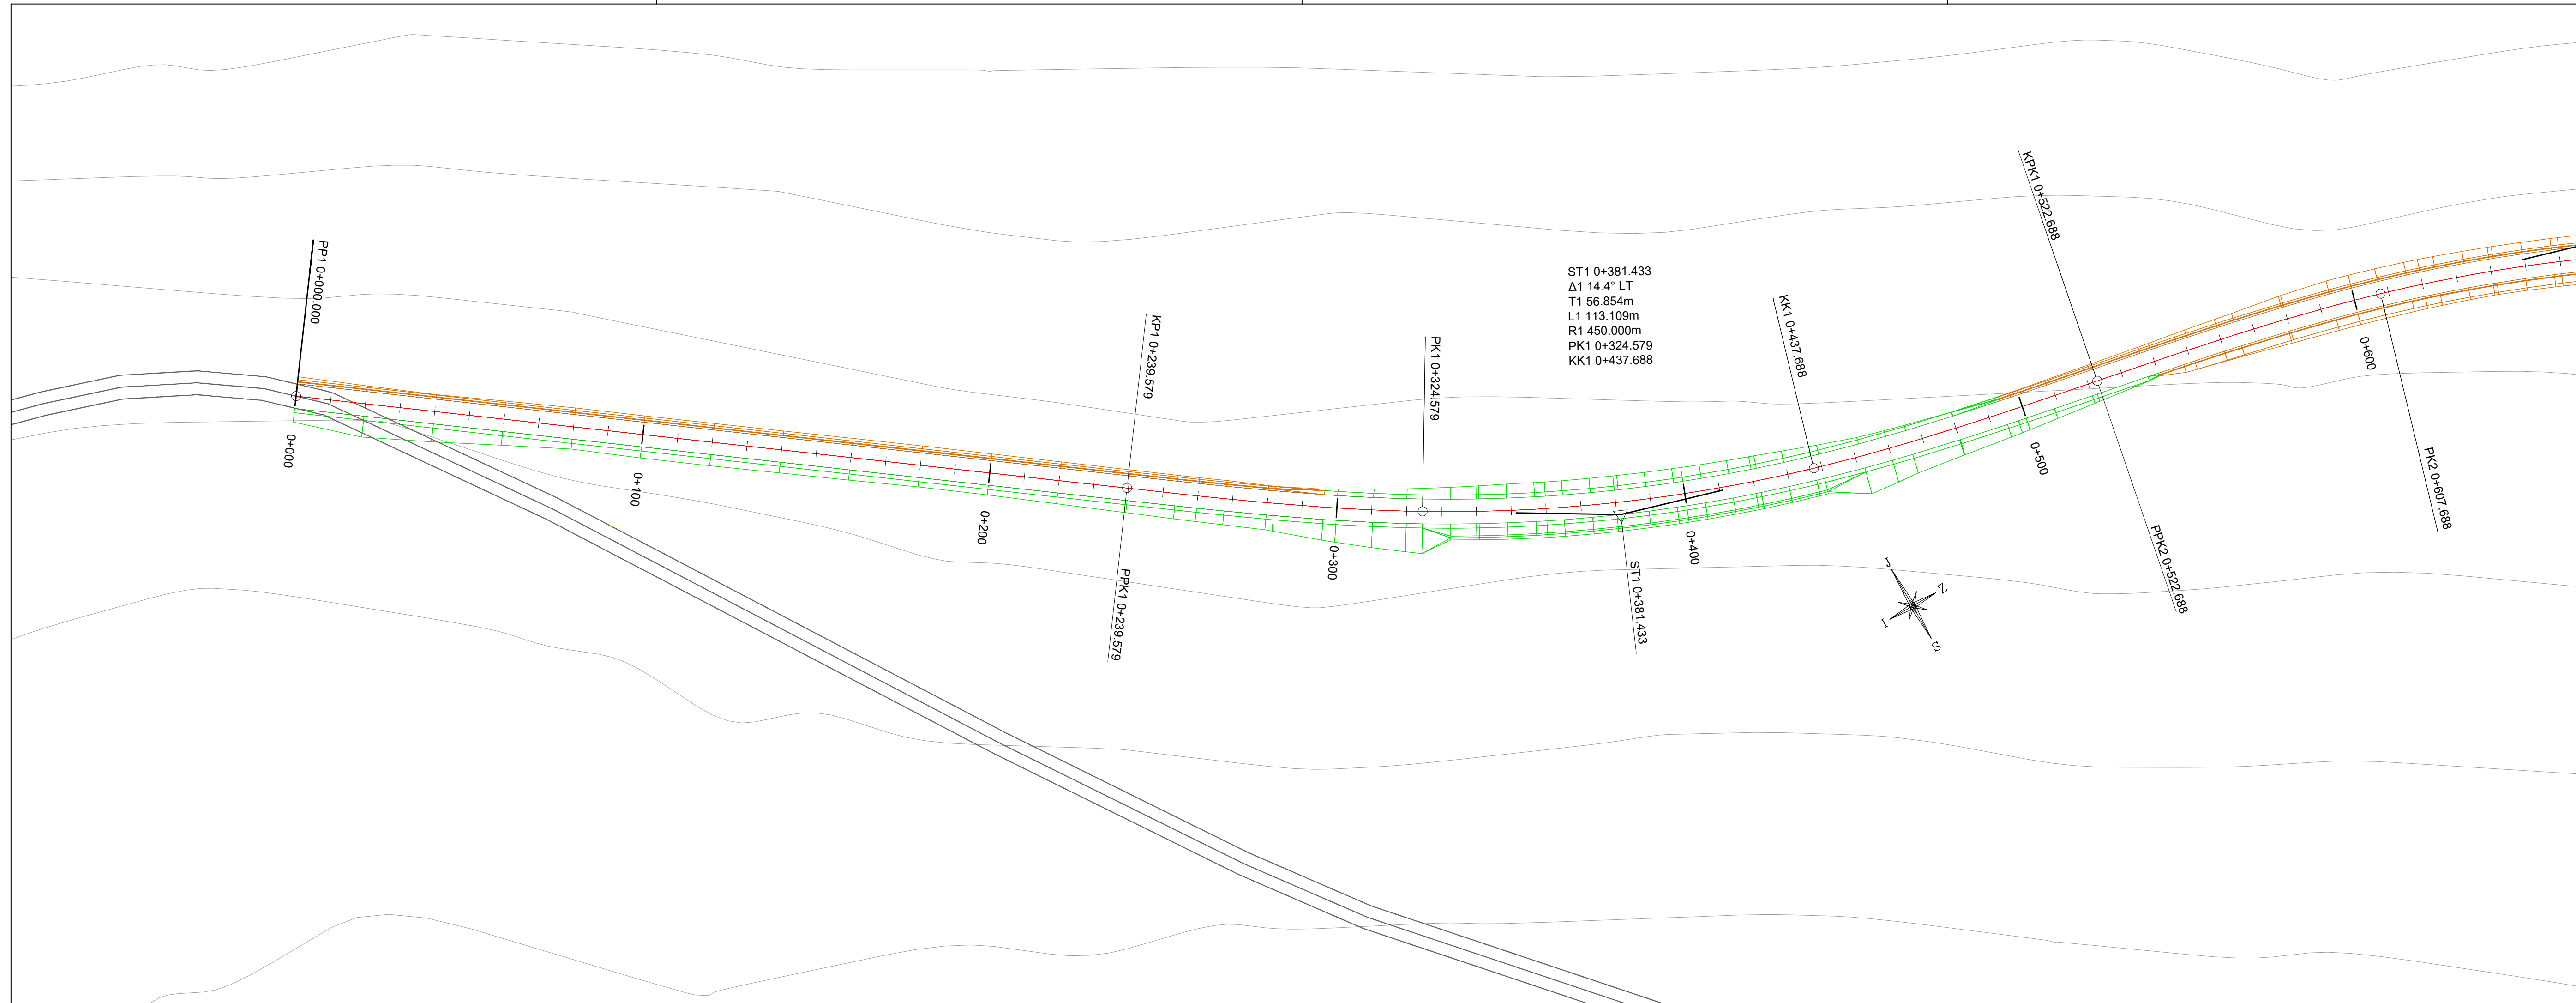 PP1 0+000.000
0+000
0+100
0+200
KP1 0+239.579
PPK1 0+239.579
0+300
PK1 0+324.579
ST1 0+381.433
Δ1 14.4° LT
T1 56.854m
L1 113.109m
R1 450.000m
PK1 0+324.579
KK1 0+437.688
ST1 0+381.433
0+400
KK1 0+437.688
J
Z
I
S
KPK1 0+522.688
0+500
PPK2 0+522.688
0+600
PK2 0+607.688